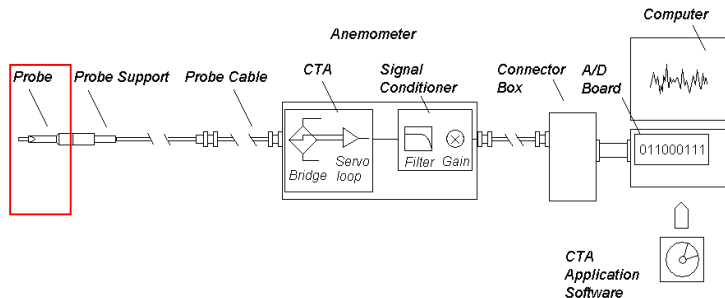 Computer
Anemometer
Probe
Probe Support
Probe Cable
CTA
Signal
Conditioner
Connector
Box
A/D
Board
Bridge
Servo
loop
Filter
Gain
011000111
CTA
Application
Software